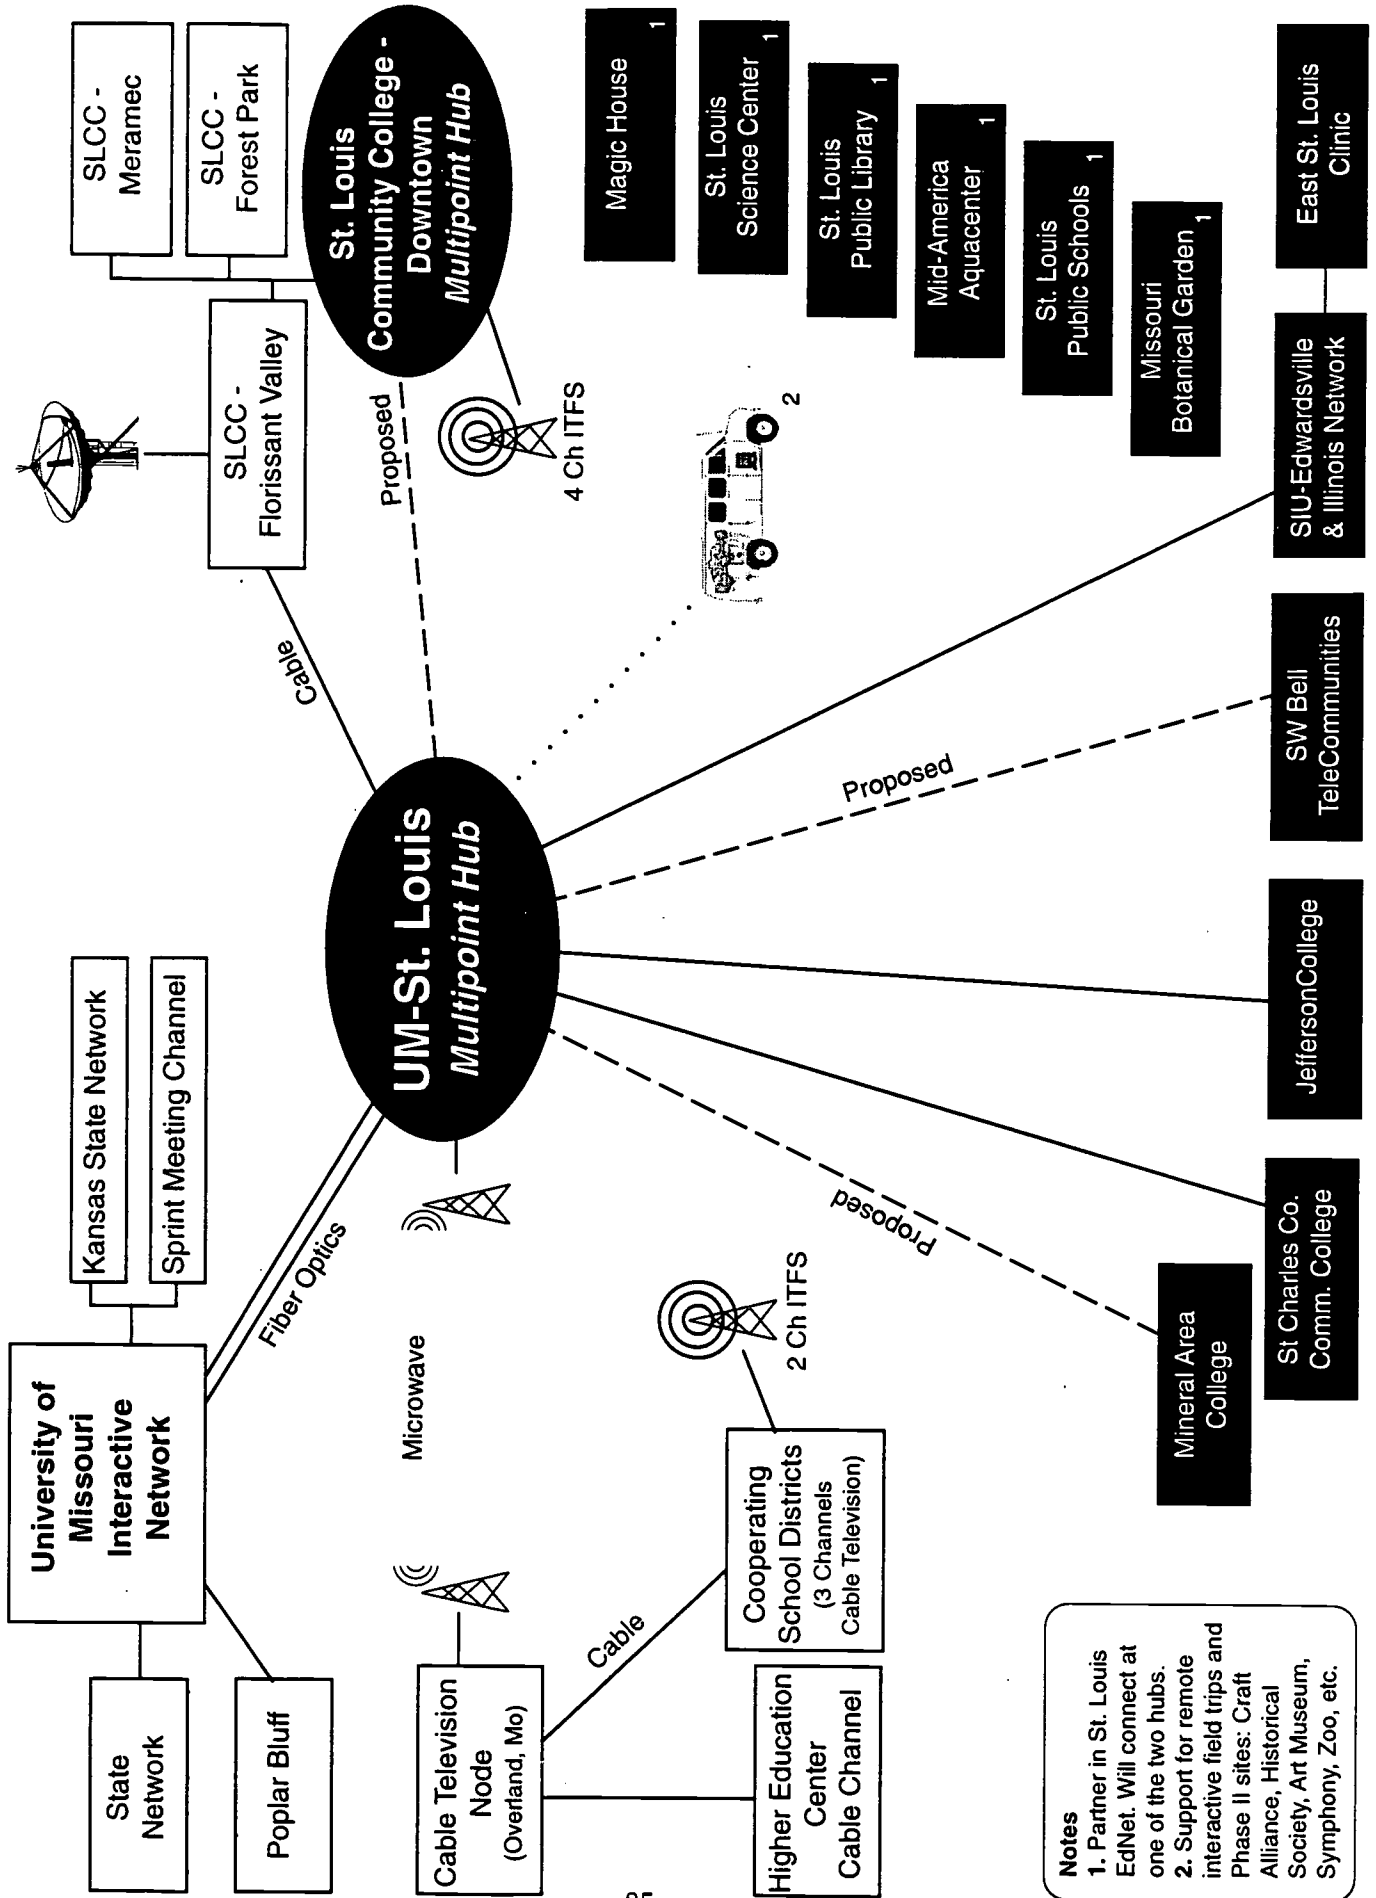 State
Network
Poplar Bluff
University of
Missouri
Interactive
Network
Kansas State Network
Sprint Meeting Channel
Fiber Optics
SLCC -
Florissant Valley
SLCC -
Meramec
SLCC -
Forest Park
Cable
St. Louis
Community College -
Downtown
Multipoint Hub
Proposed
4 Ch ITFS
UM-St. Louis
Multipoint Hub
Microwave
Cable Television
Node
(Overland, Mo)
Cable
Higher Education
Center
Cable Channel
Cooperating
School Districts
(3 Channels
Cable Television)
2 Ch ITFS
2
Magic House
1
St. Louis
Science Center
1
St. Louis
Public Library
1
Mid-America
Aquacenter
1
St. Louis
Public Schools
1
Missouri
Botanical Garden
1
Proposed
Proposed
Mineral Area
College
St Charles Co.
Comm. College
JeffersonCollege
SW Bell
TeleCommunities
SIU-Edwardsville
& Illinois Network
East St. Louis
Clinic
Notes
1. Partner in St. Louis
EdNet. Will connect at
one of the two hubs.
2. Support for remote
interactive field trips and
Phase II sites: Craft
Alliance, Historical
Society, Art Museum,
Symphony, Zoo, etc.